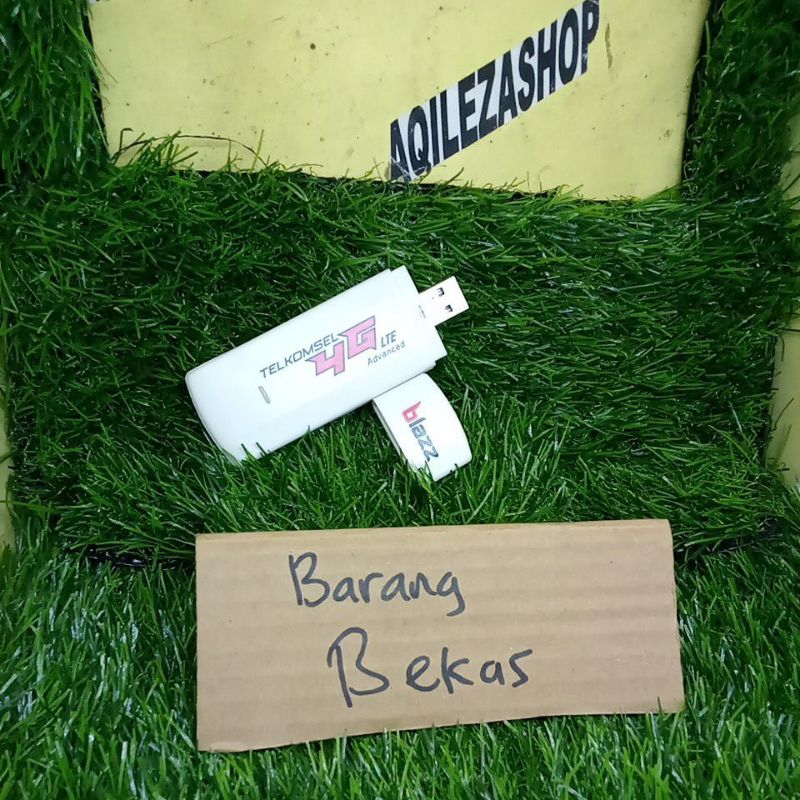 AQILEZASHOP
TELKOMSEL 4G LTE
Advanced
blazz
Barang
Bekas